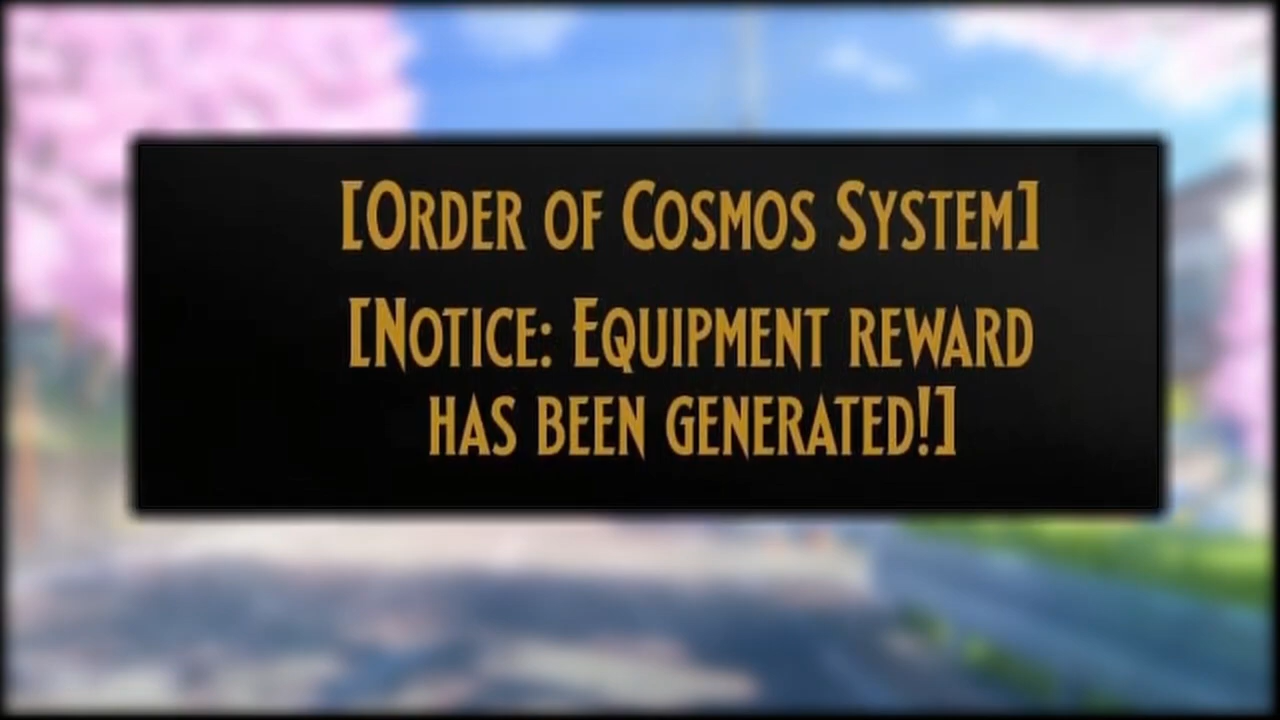 [Order of Cosmos System]
[Notice: Equipment reward
has been generated!]